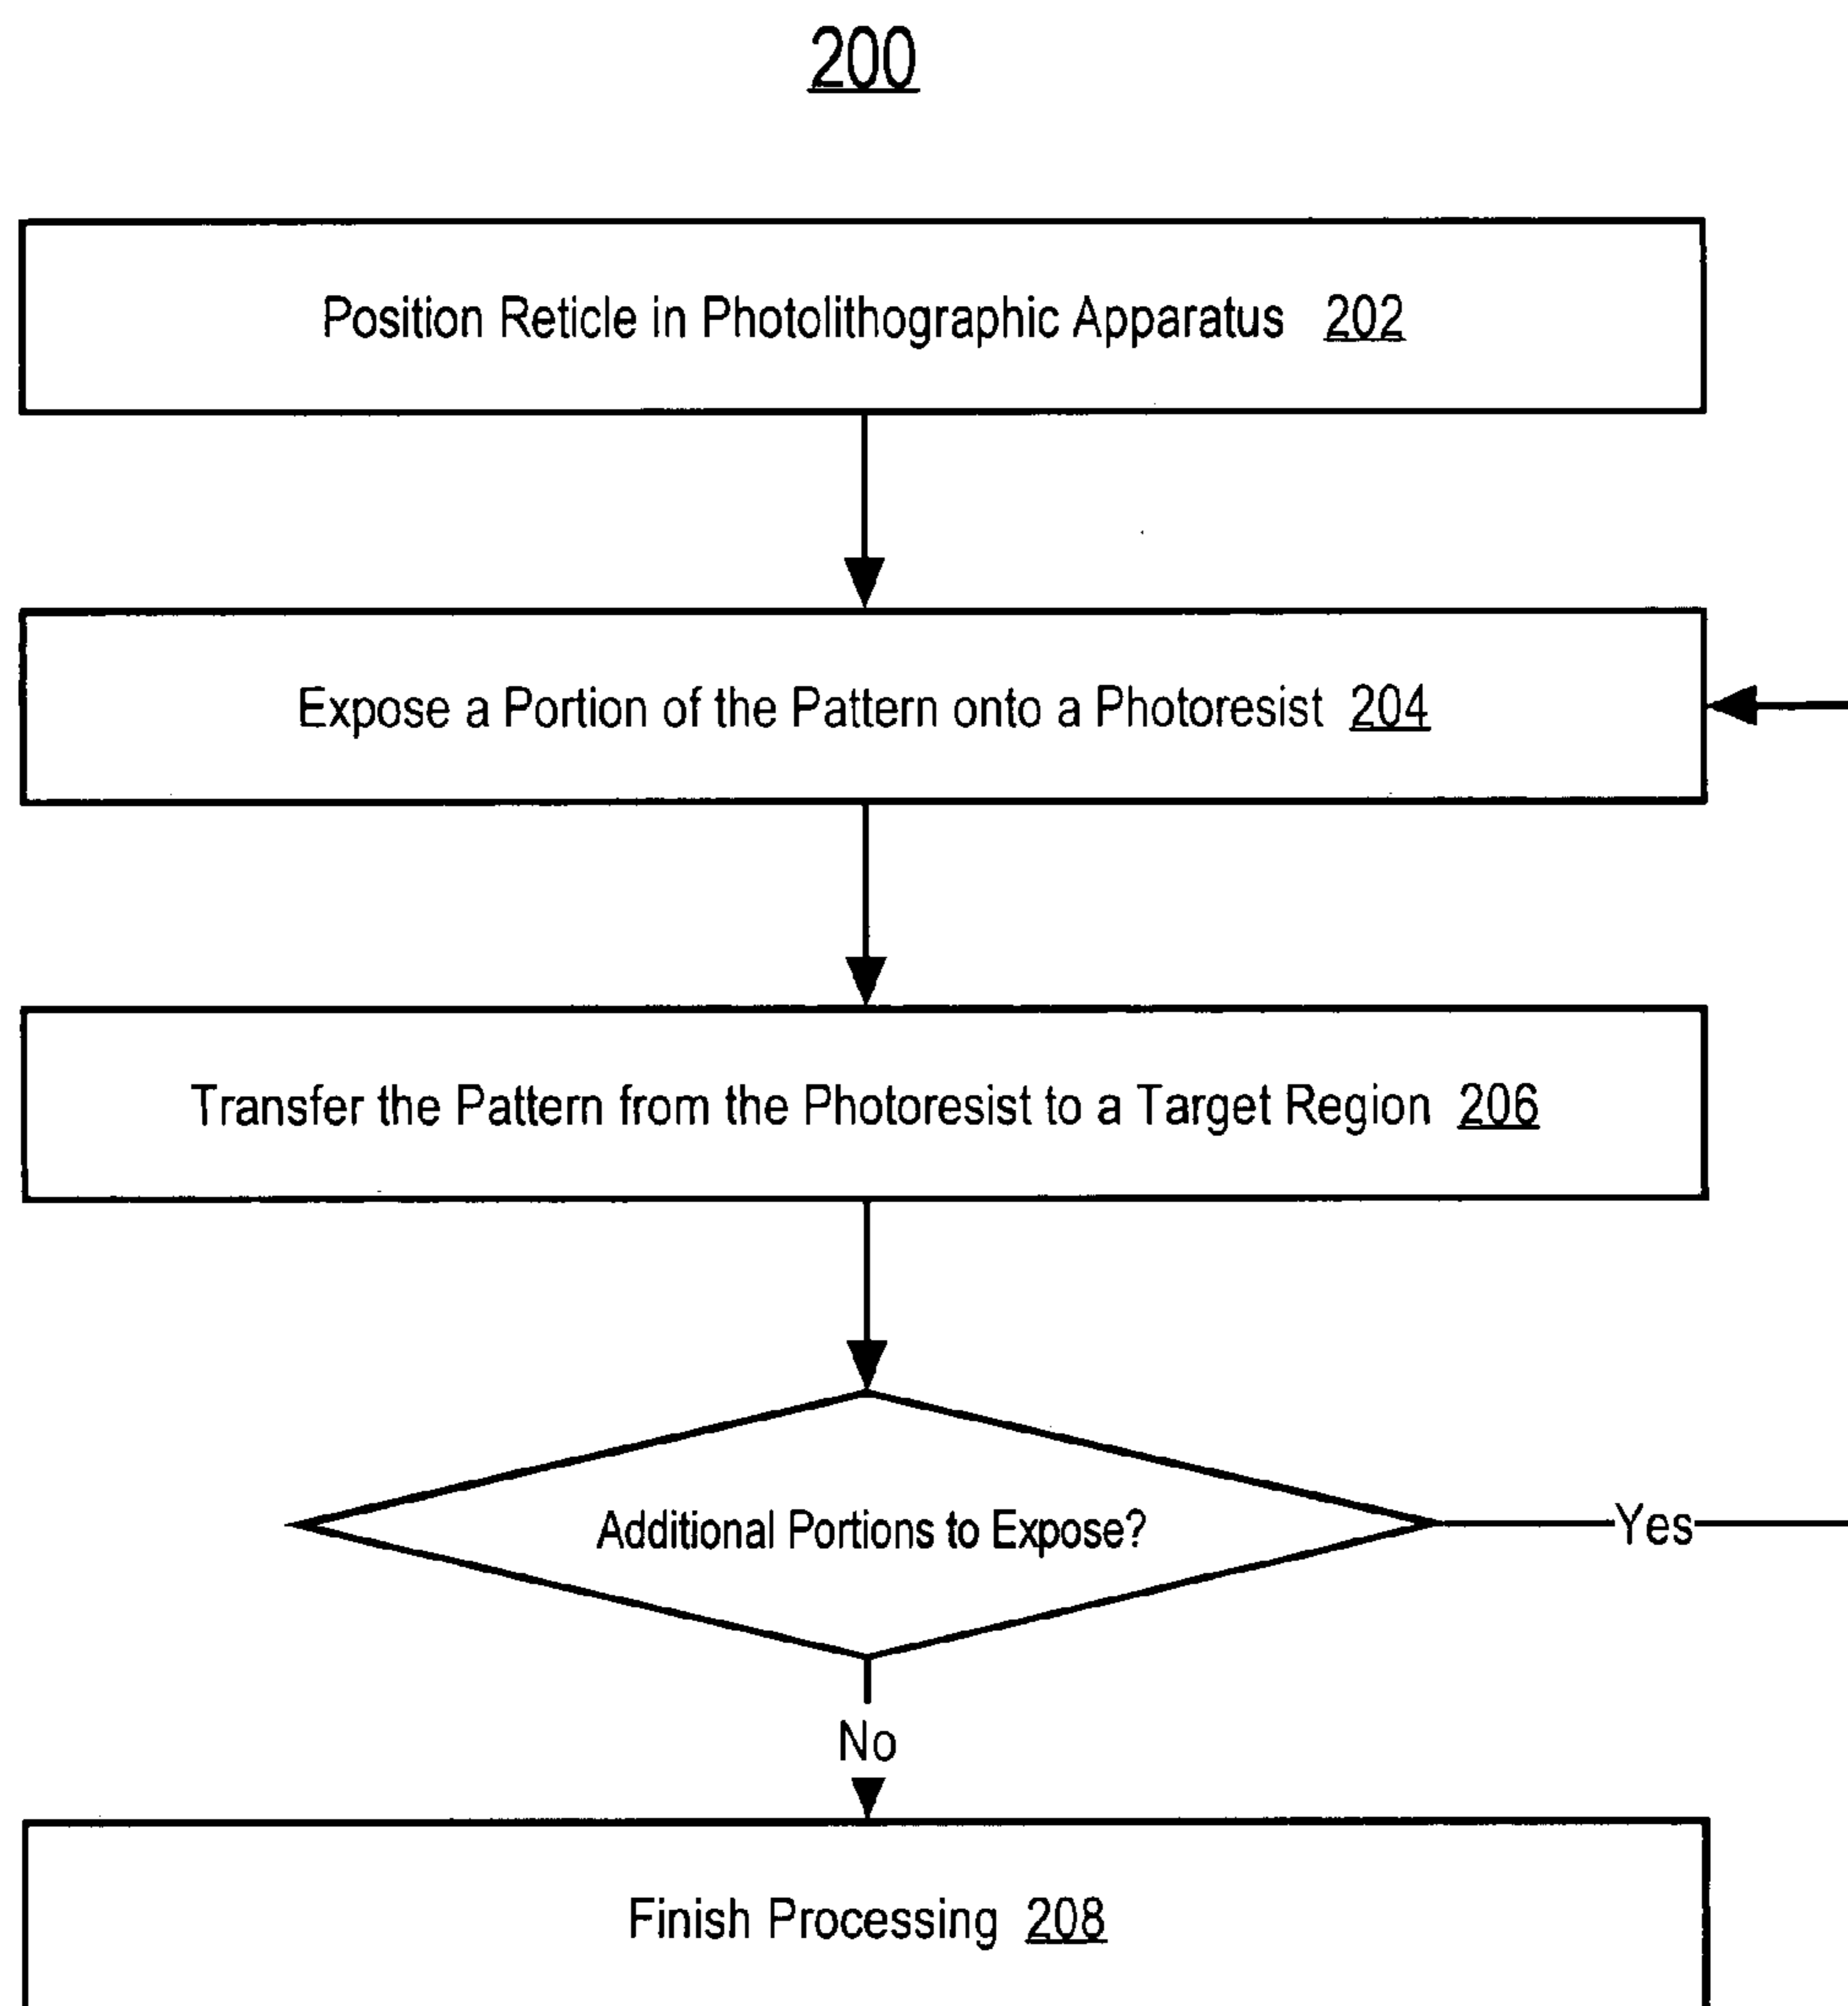 200
Position Reticle in Photolithographic Apparatus 202
Expose a Portion of the Pattern onto a Photoresist 204
Transfer the Pattern from the Photoresist to a Target Region 206
Additional Portions to Expose?
Yes
No
Finish Processing 208